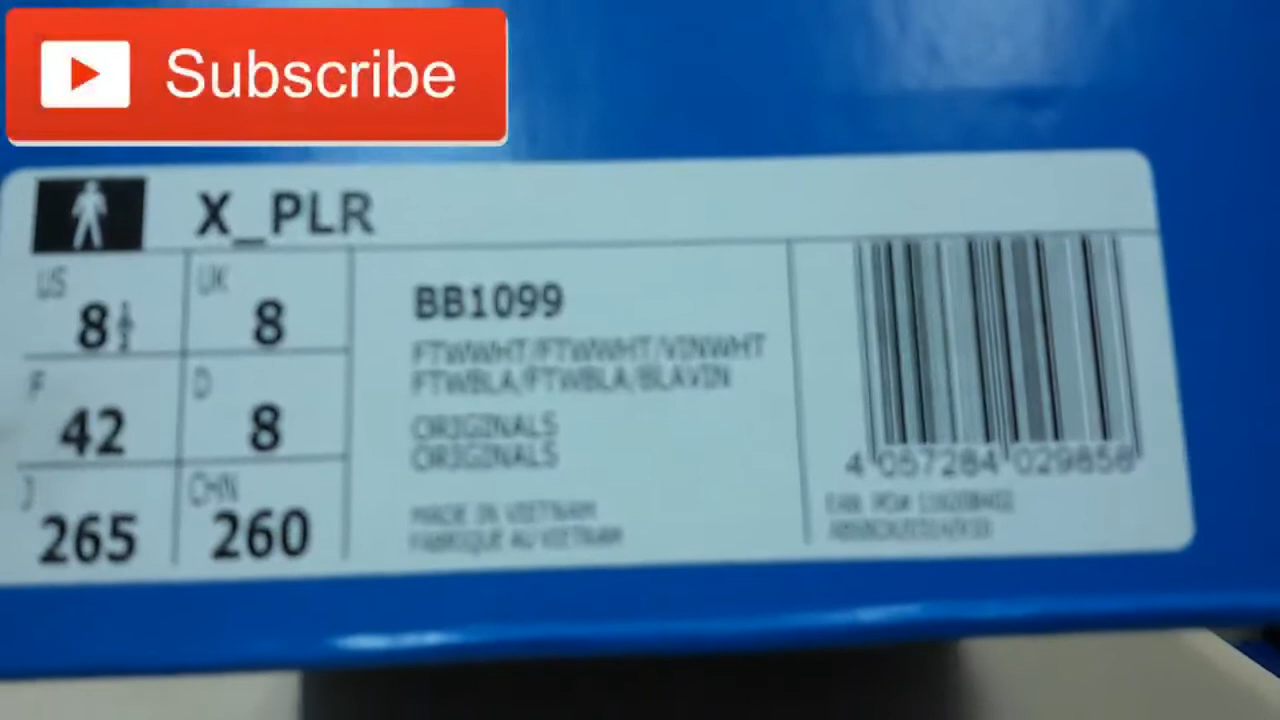 Subscribe
X_PLR
US
8½
UK
8
F
42
D
8
J
265
CHN
260
BB1099
FTWWHT/FTWWHT/VINWHT
FTWBLA/FTWBLA/BLAVIN
ORIGINALS
ORIGINALS
MADE IN VIETNAM
FABRIQUE AU VIETNAM
4 057284 029858